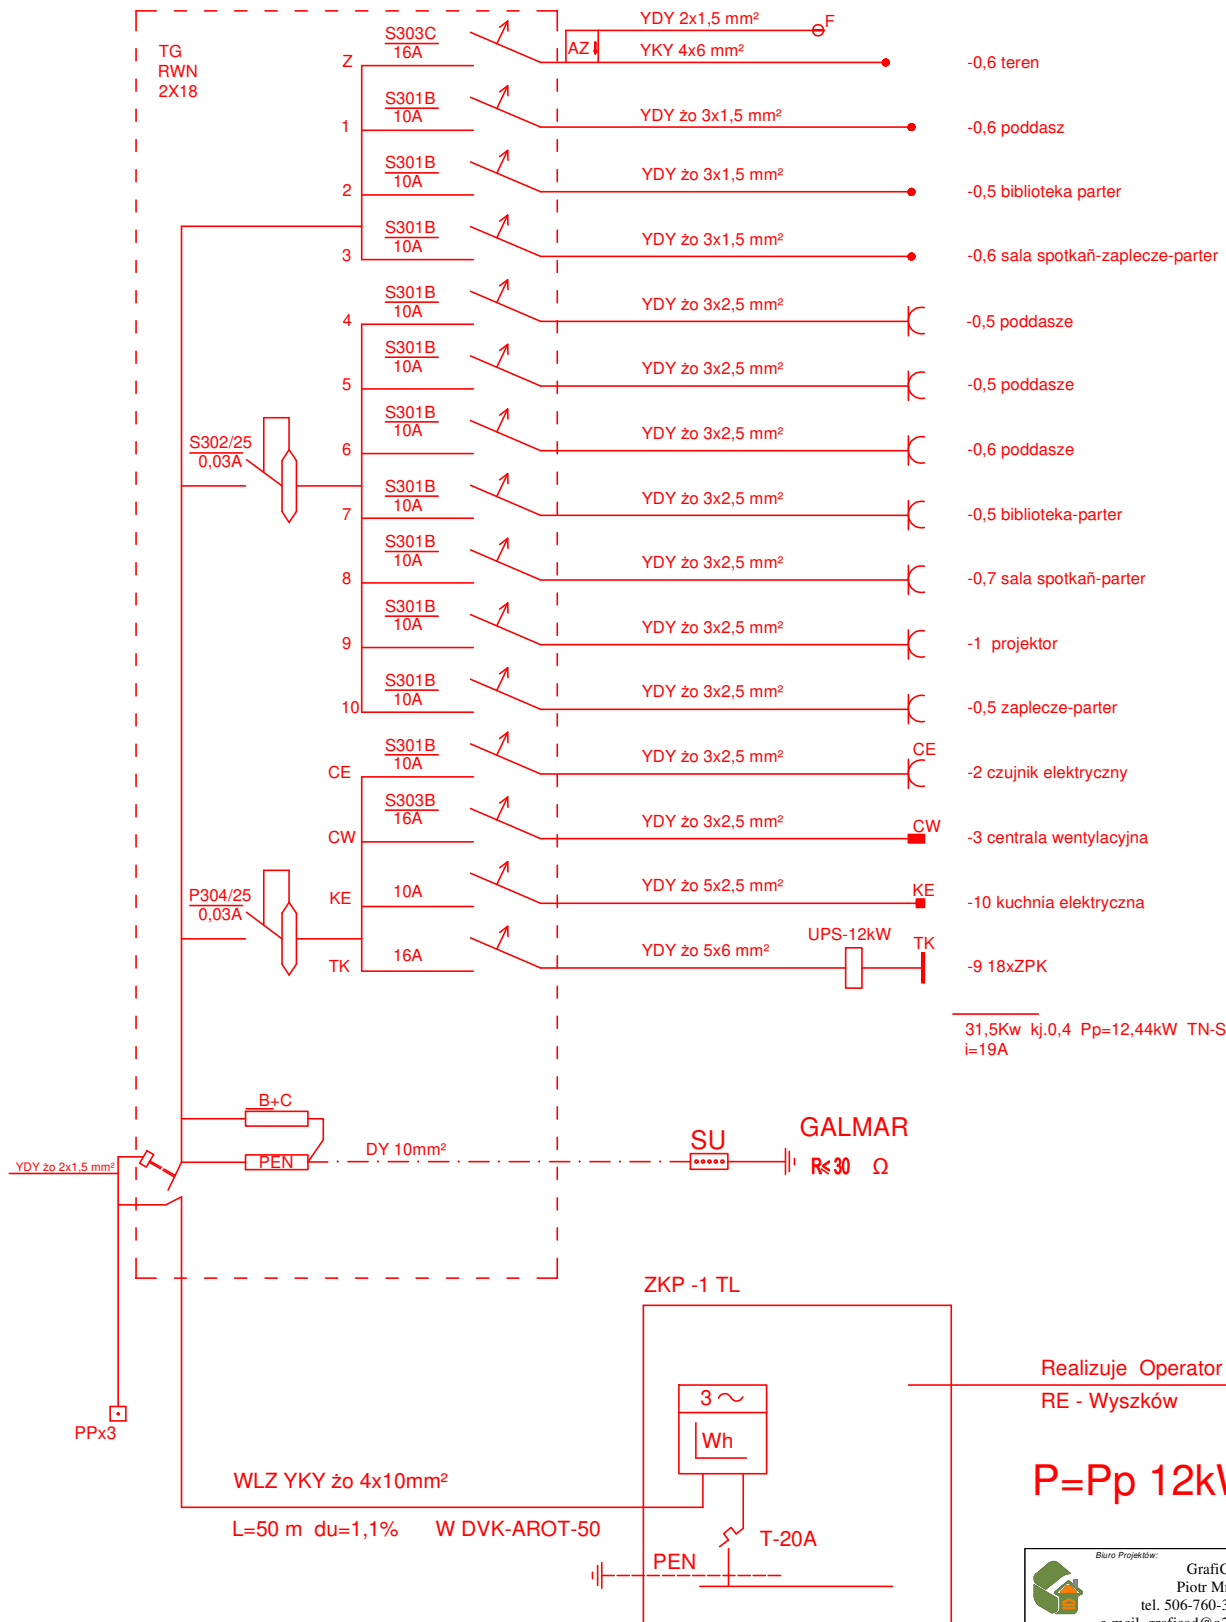 TG
RWN
2X18
Z
S303C
16A
AZ
YDY 2x1,5 mm²
F
YKY 4x6 mm²
-0,6 teren
1
S301B
10A
YDY żo 3x1,5 mm²
-0,6 poddasz
2
S301B
10A
YDY żo 3x1,5 mm²
-0,5 biblioteka parter
3
S301B
10A
YDY żo 3x1,5 mm²
-0,6 sala spotkañ-zaplecze-parter
4
S301B
10A
YDY żo 3x2,5 mm²
-0,5 poddasze
5
S301B
10A
YDY żo 3x2,5 mm²
-0,5 poddasze
6
S301B
10A
YDY żo 3x2,5 mm²
-0,6 poddasze
S302/25
0,03A
7
S301B
10A
YDY żo 3x2,5 mm²
-0,5 biblioteka-parter
8
S301B
10A
YDY żo 3x2,5 mm²
-0,7 sala spotkañ-parter
9
S301B
10A
YDY żo 3x2,5 mm²
-1 projektor
10
S301B
10A
YDY żo 3x2,5 mm²
-0,5 zaplecze-parter
CE
S301B
10A
YDY żo 3x2,5 mm²
CE
-2 czujnik elektryczny
CW
S303B
16A
YDY żo 3x2,5 mm²
CW
-3 centrala wentylacyjna
P304/25
0,03A
KE
10A
YDY żo 5x2,5 mm²
KE
-10 kuchnia elektryczna
TK
16A
YDY żo 5x6 mm²
UPS-12kW
TK
-9 18xZPK
31,5Kw kj.0,4 Pp=12,44kW TN-S
i=19A
B+C
PEN
DY 10mm²
SU
GALMAR
R< 30 Ω
YDY żo 2x1,5 mm²
PPx3
ZKP -1 TL
3
Wh
Realizuje Operator
RE - Wyszków
P=Pp 12k
WLZ YKY żo 4x10mm²
L=50 m du=1,1% W DVK-AROT-50
T-20A
PEN
Biuro Projektów:
Piotr
tel. 506-760-